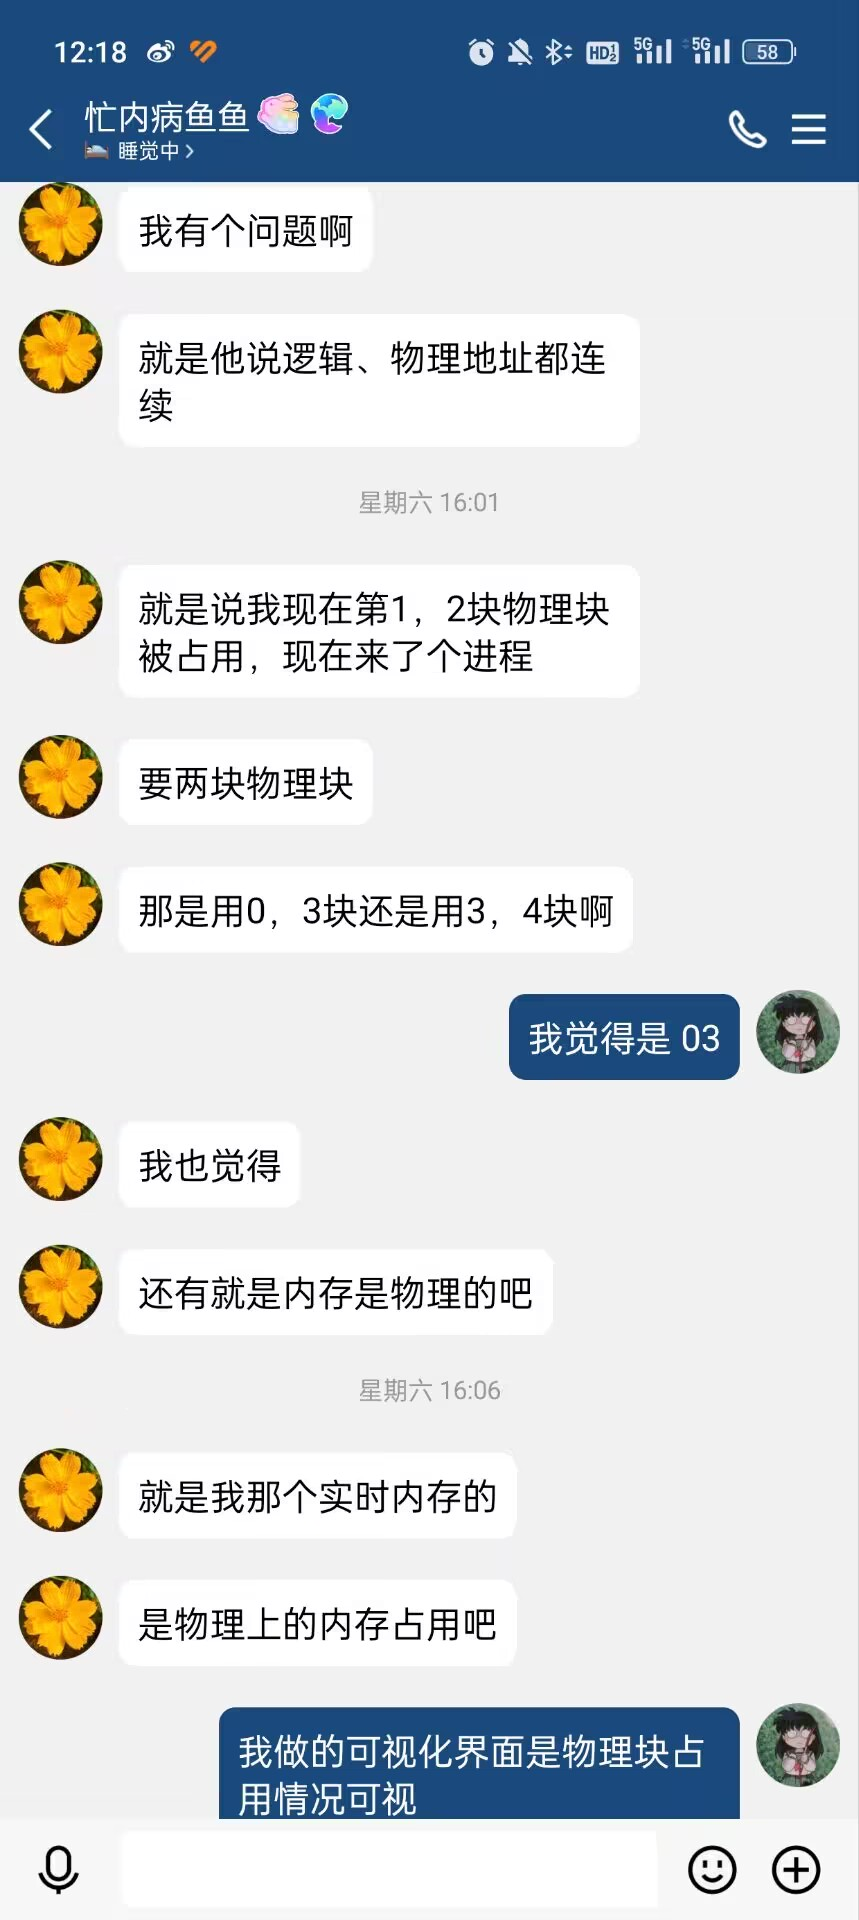 12:18
HD
5G
5G
58
忙内病鱼鱼
睡觉中
我有个问题啊
就是他说逻辑、物理地址都连
续
星期六 16:01
就是说我现在第1，2块物理块
被占用，现在来了个进程
要两块物理块
那是用0，3块还是用3，4块啊
我觉得是 03
我也觉得
还有就是内存是物理的吧
星期六 16:06
就是我那个实时内存的
是物理上的内存占用吧
我做的可视化界面是物理块占
用情况可视